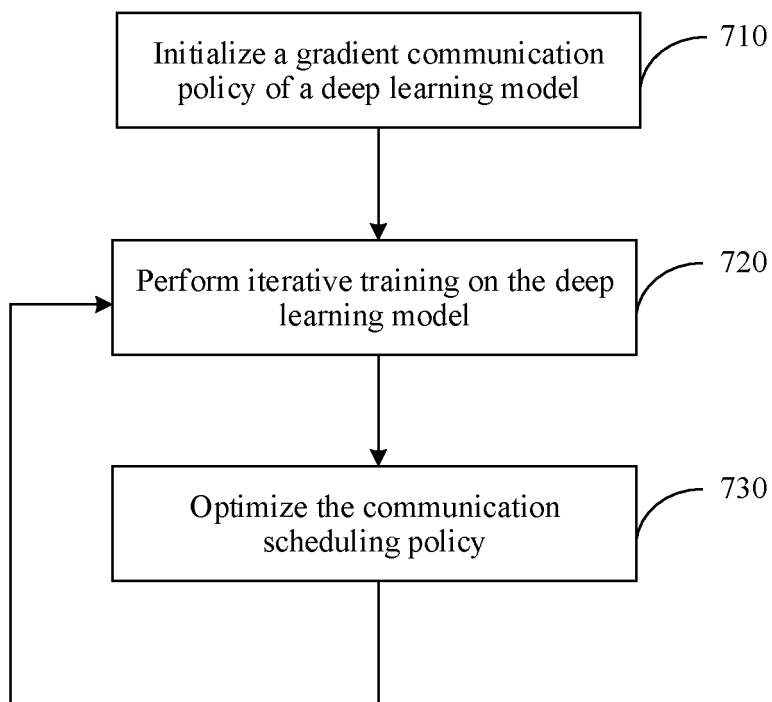 Initialize a gradient communication
policy of a deep learning model
710
Perform iterative training on the deep
learning model
720
Optimize the communication
scheduling policy
730